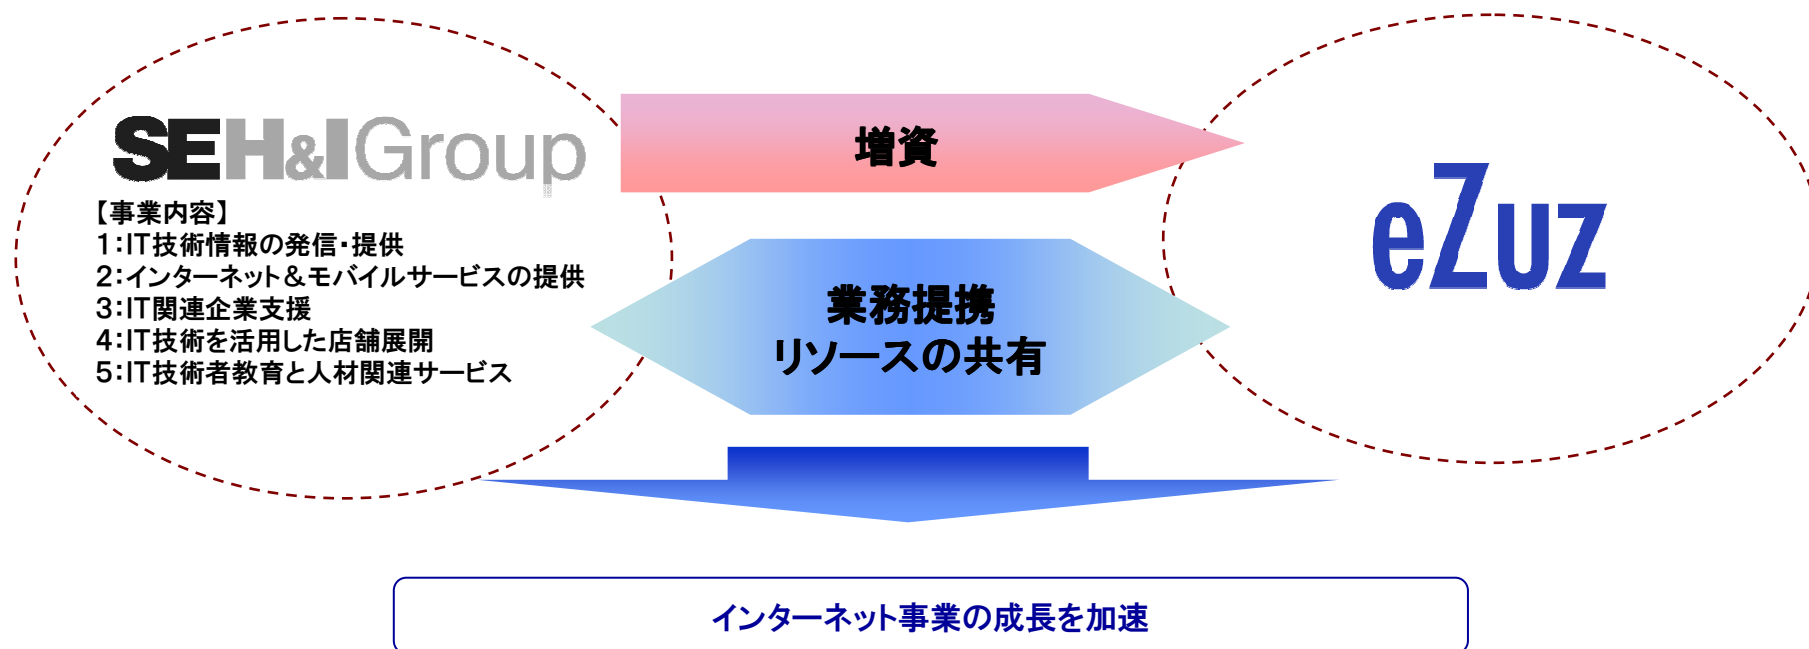 SEH&I Group
【事業内容】
1：IT技術情報の発信・提供
2：インターネット＆モバイルサービスの提供
3：IT関連企業支援
4：IT技術を活用した店舗展開
5：IT技術者教育と人材関連サービス
増資
業務提携
リソースの共有
eZuz
インターネット事業の成長を加速